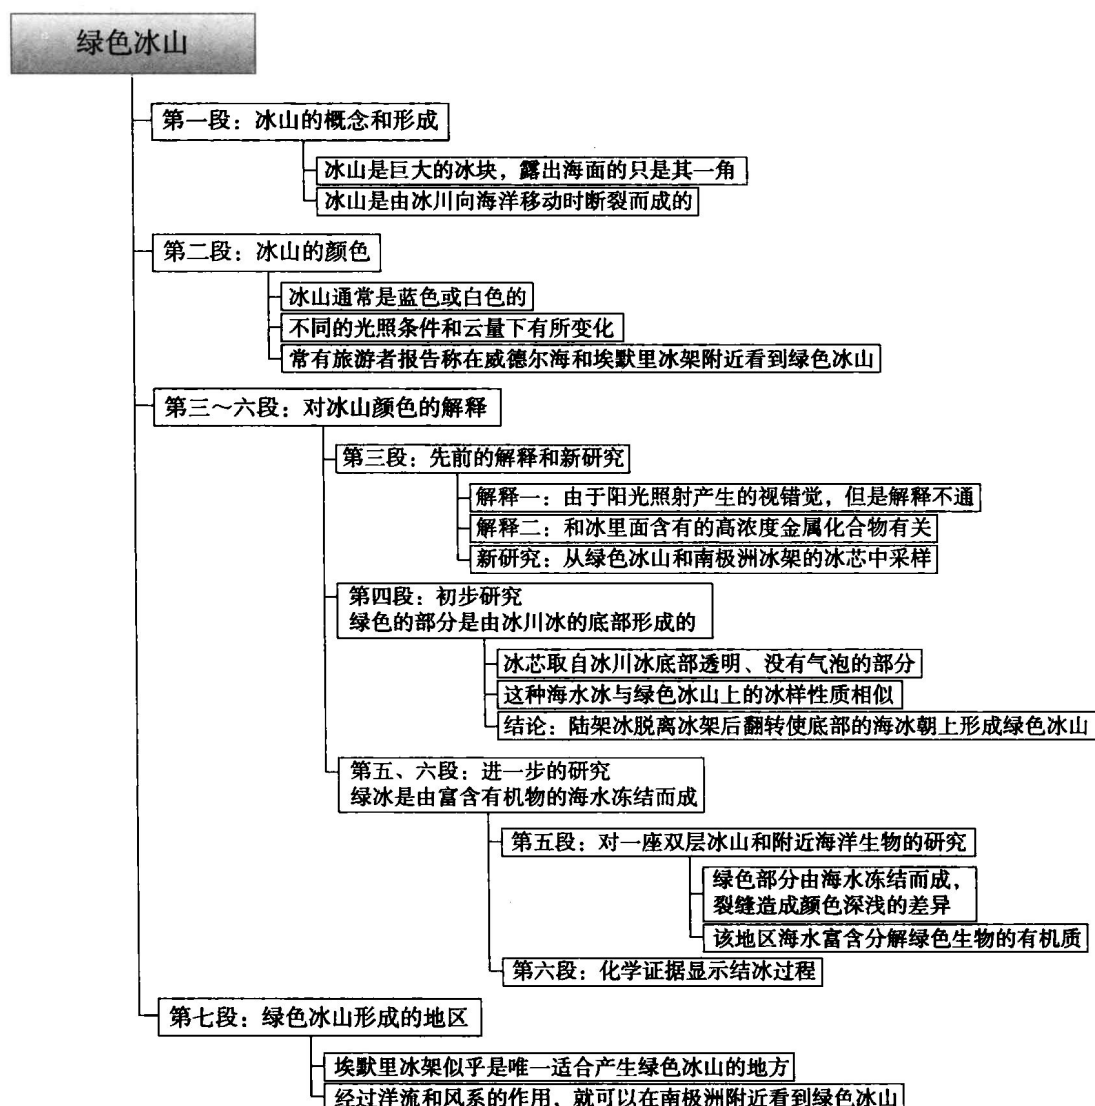 绿色冰山
第一段：冰山的概念和形成
冰山是巨大的冰块，露出海面的只是其一角
冰山是由冰川向海洋移动时断裂而成的
第二段：冰山的颜色
冰山通常是蓝色或白色的
不同的光照条件和云量下有所变化
常有旅游者报告称在威德尔海和埃默里冰架附近看到绿色冰山
第三～六段：对冰山颜色的解释
第三段：先前的解释和新研究
解释一：由于阳光照射产生的视错觉，但是解释不通
解释二：和冰里面含有的高浓度金属化合物有关
新研究：从绿色冰山和南极洲冰架的冰芯中采样
第四段：初步研究
绿色的部分是由冰川冰的底部形成的
冰芯取自冰川冰底部透明、没有气泡的部分
这种海水冰与绿色冰山上的冰样性质相似
结论：陆架冰脱离冰架后翻转使底部的海冰朝上形成绿色冰山
第五、六段：进一步的研究
绿冰是由富含有机物的海水冻结而成
第五段：对一座双层冰山和附近海洋生物的研究
绿色部分由海水冻结而成，
裂缝造成颜色深浅的差异
该地区海水富含分解绿色生物的有机质
第六段：化学证据显示结冰过程
第七段：绿色冰山形成的地区
埃默里冰架似乎是唯一适合产生绿色冰山的地方
经过洋流和风系的作用，就可以在南极洲附近看到绿色冰山